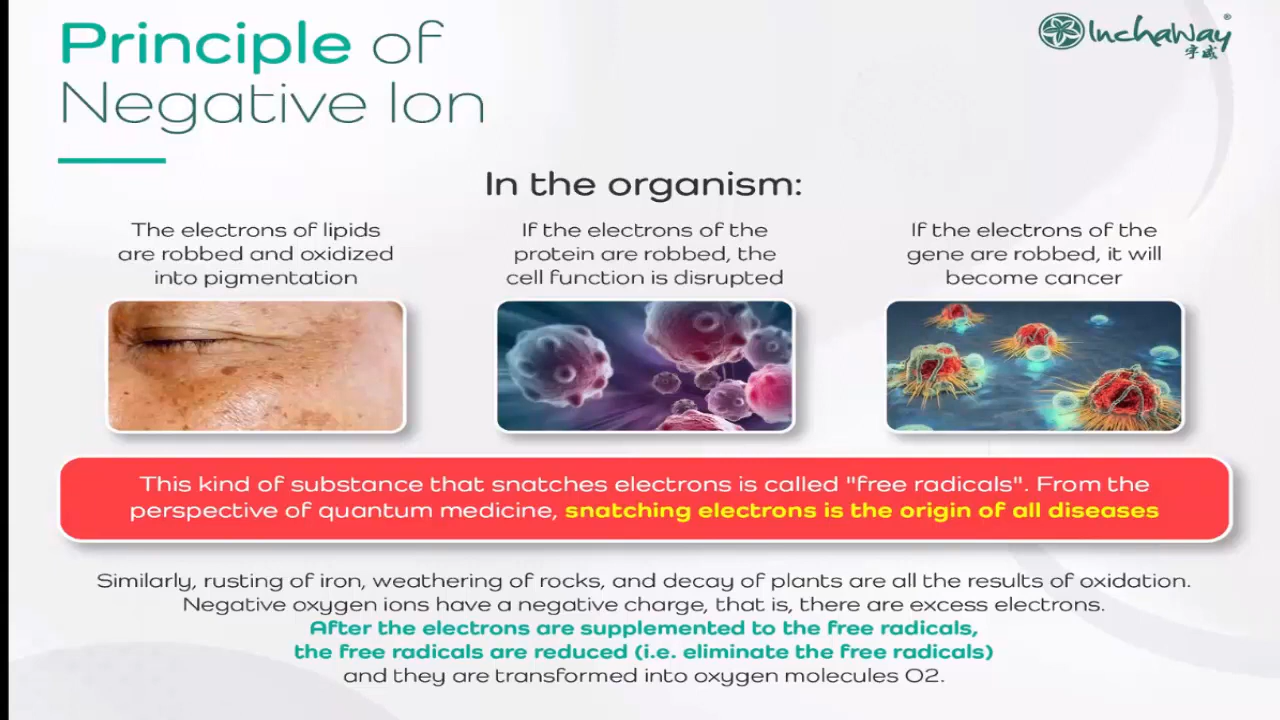 Principle of
Negative Ion
InchaWay®
宇威
In the organism:
The electrons of lipids
are robbed and oxidized
into pigmentation
If the electrons of the
protein are robbed, the
cell function is disrupted
If the electrons of the
gene are robbed, it will
become cancer
This kind of substance that snatches electrons is called "free radicals". From the
perspective of quantum medicine, snatching electrons is the origin of all diseases
Similarly, rusting of iron, weathering of rocks, and decay of plants are all the results of oxidation.
Negative oxygen ions have a negative charge, that is, there are excess electrons.
After the electrons are supplemented to the free radicals,
the free radicals are reduced (i.e. eliminate the free radicals)
and they are transformed into oxygen molecules O2.